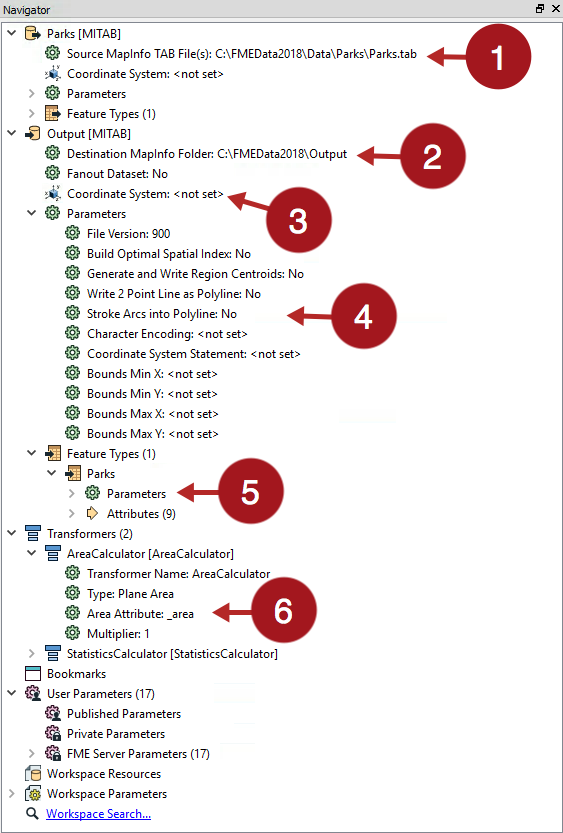 Navigator
Parks [MITAB]
Source MapInfo TAB File(s): C:\FMEData2018\Data\Parks\Parks.tab
1
Coordinate System: <not set>
Parameters
Feature Types (1)
Output [MITAB]
Destination MapInfo Folder: C:\FMEData2018\Output
2
Fanout Dataset: No
Coordinate System: <not set>
3
Parameters
File Version: 900
Build Optimal Spatial Index: No
Generate and Write Region Centroids: No
Write 2 Point Line as Polyline: No
Stroke Arcs into Polyline: No
4
Character Encoding: <not set>
Coordinate System Statement: <not set>
Bounds Min X: <not set>
Bounds Min Y: <not set>
Bounds Max X: <not set>
Bounds Max Y: <not set>
Feature Types (1)
Parks
Parameters
5
Attributes (9)
Transformers (2)
AreaCalculator [AreaCalculator]
Transformer Name: AreaCalculator
Type: Plane Area
Area Attribute: _area
6
Multiplier: 1
StatisticsCalculator [StatisticsCalculator]
Bookmarks
User Parameters (17)
Published Parameters
Private Parameters
FME Server Parameters (17)
Workspace Resources
Workspace Parameters
Workspace Search...